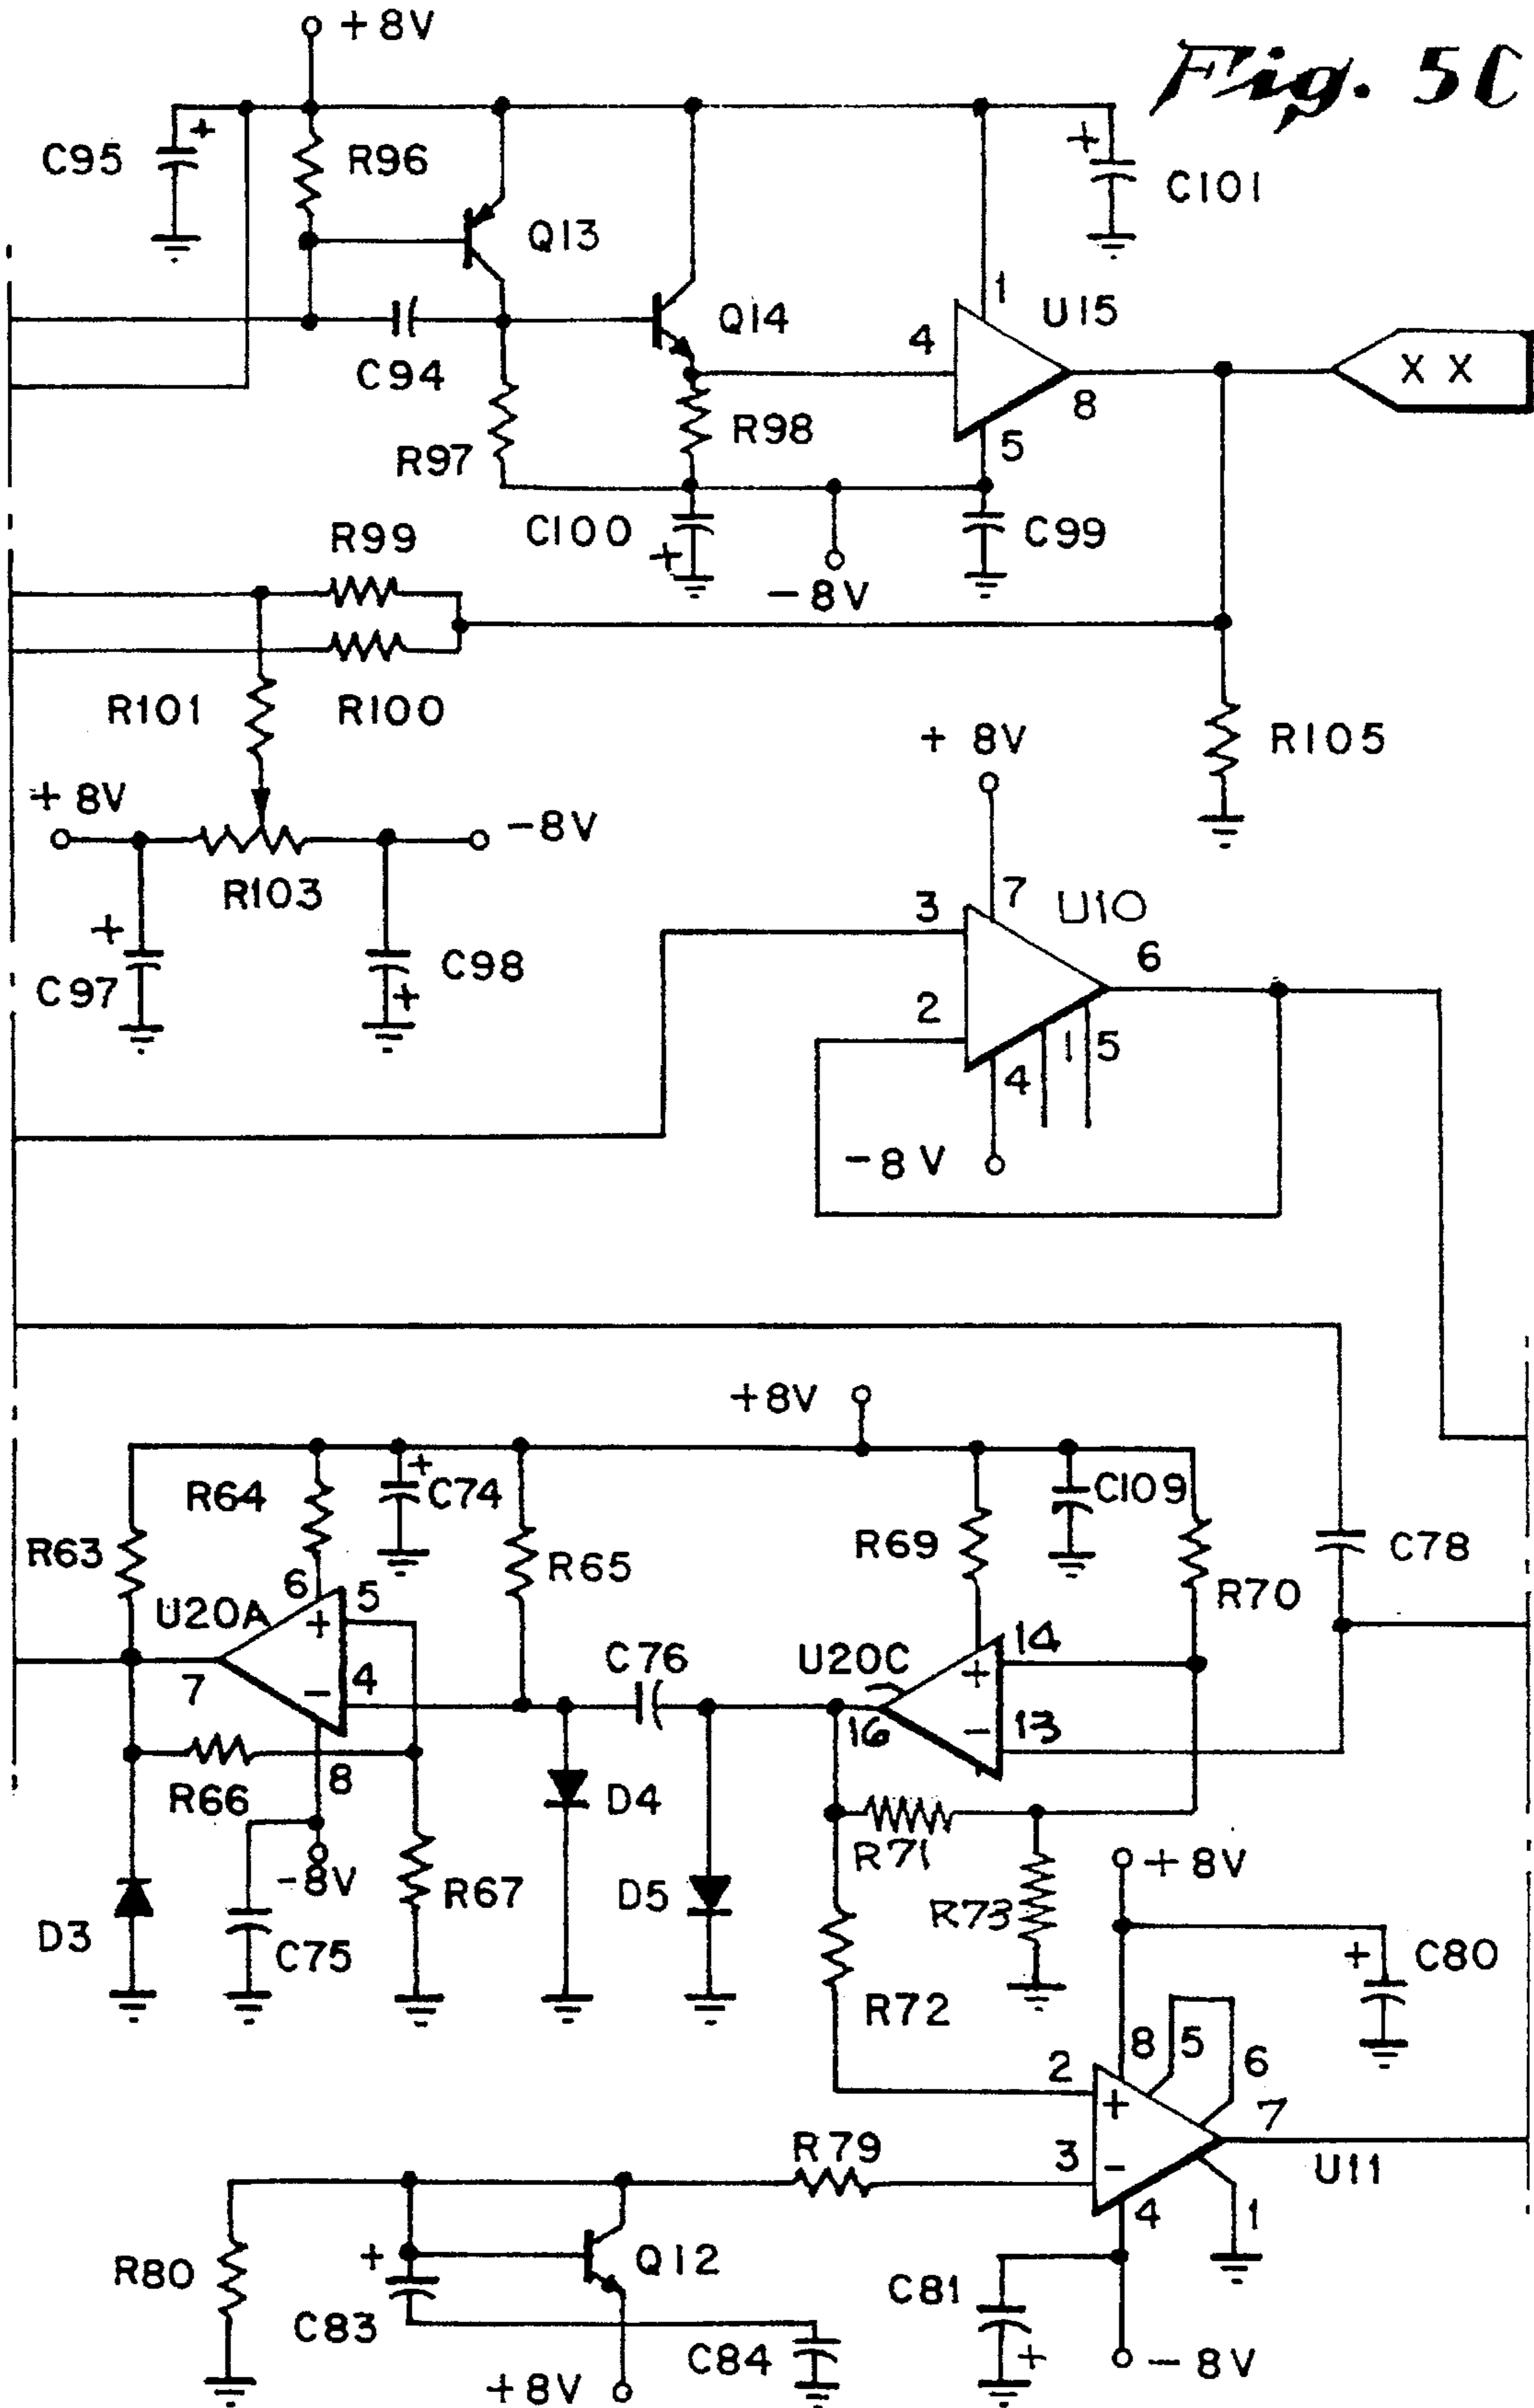 +8V
Fig. 5C
C95
+
R96
+
C101
Q13
1
U15
Q14
4
C94
8
X X
R98
5
R97
R99
C100
+
C99
-8V
R101
R100
+ 8V
R105
+8V
-8V
R103
3
7
U10
+
6
C97
C98
+
2
1
5
4
-8V
+8V
R64
+
C74
C109
R63
R69
C78
R65
6
5
R70
U20A
+
14
C76
U20C
+
7
-
4
16
-
13
R66
8
D4
R71
+8V
-8V
R67
D5
R73
D3
C75
+
C80
R72
8
5
6
2
+
7
R79
3
-
U11
4
1
R80
+
Q12
C81
C83
C84
+
-8V
+8V